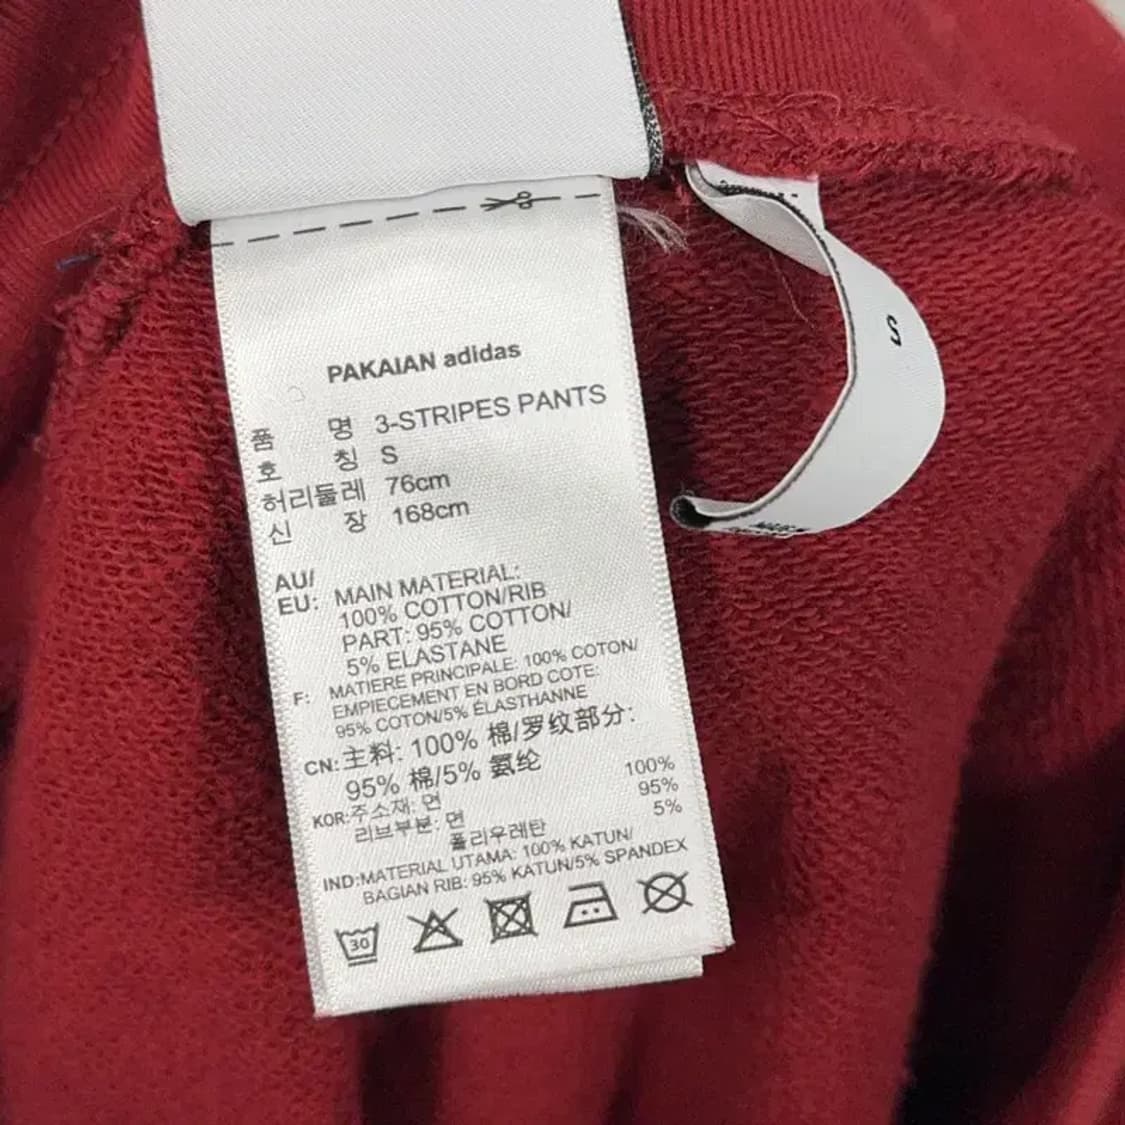 PAKAIAN adidas
품 명 3-STRIPES PANTS
호 칭 S
허리둘레 76cm
신 장 168cm
AU/
EU: MAIN MATERIAL:
100% COTTON/RIB
PART: 95% COTTON/
5% ELASTANE
F: MATIERE PRINCIPALE: 100% COTON/
EMPIECEMENT EN BORD COTE:
95% COTON/5% ÉLASTHANNE
CN: 主料: 100% 棉/罗纹部分:
95% 棉/5% 氨纶
KOR:주소재: 면 100%
리브부분: 면 95%
폴리우레탄 5%
IND:MATERIAL UTAMA: 100% KATUN/
BAGIAN RIB: 95% KATUN/5% SPANDEX
30
S